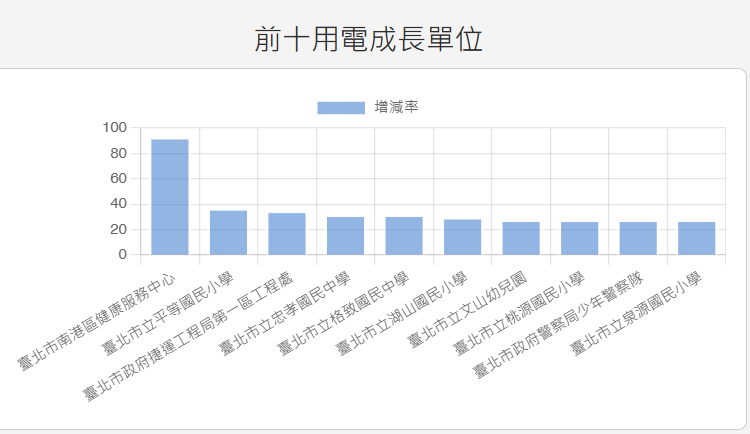 前十用電成長單位
增減率
100
80
60
40
20
0
臺北市南港區健康服務中心
臺北市立平等國民小學
臺北市政府捷運工程局第一區工程處
臺北市立忠孝國民中學
臺北市立格致國民中學
臺北市立湖山國民小學
臺北市立文山幼兒園
臺北市立桃源國民小學
臺北市政府警察局少年警察隊
臺北市立泉源國民小學